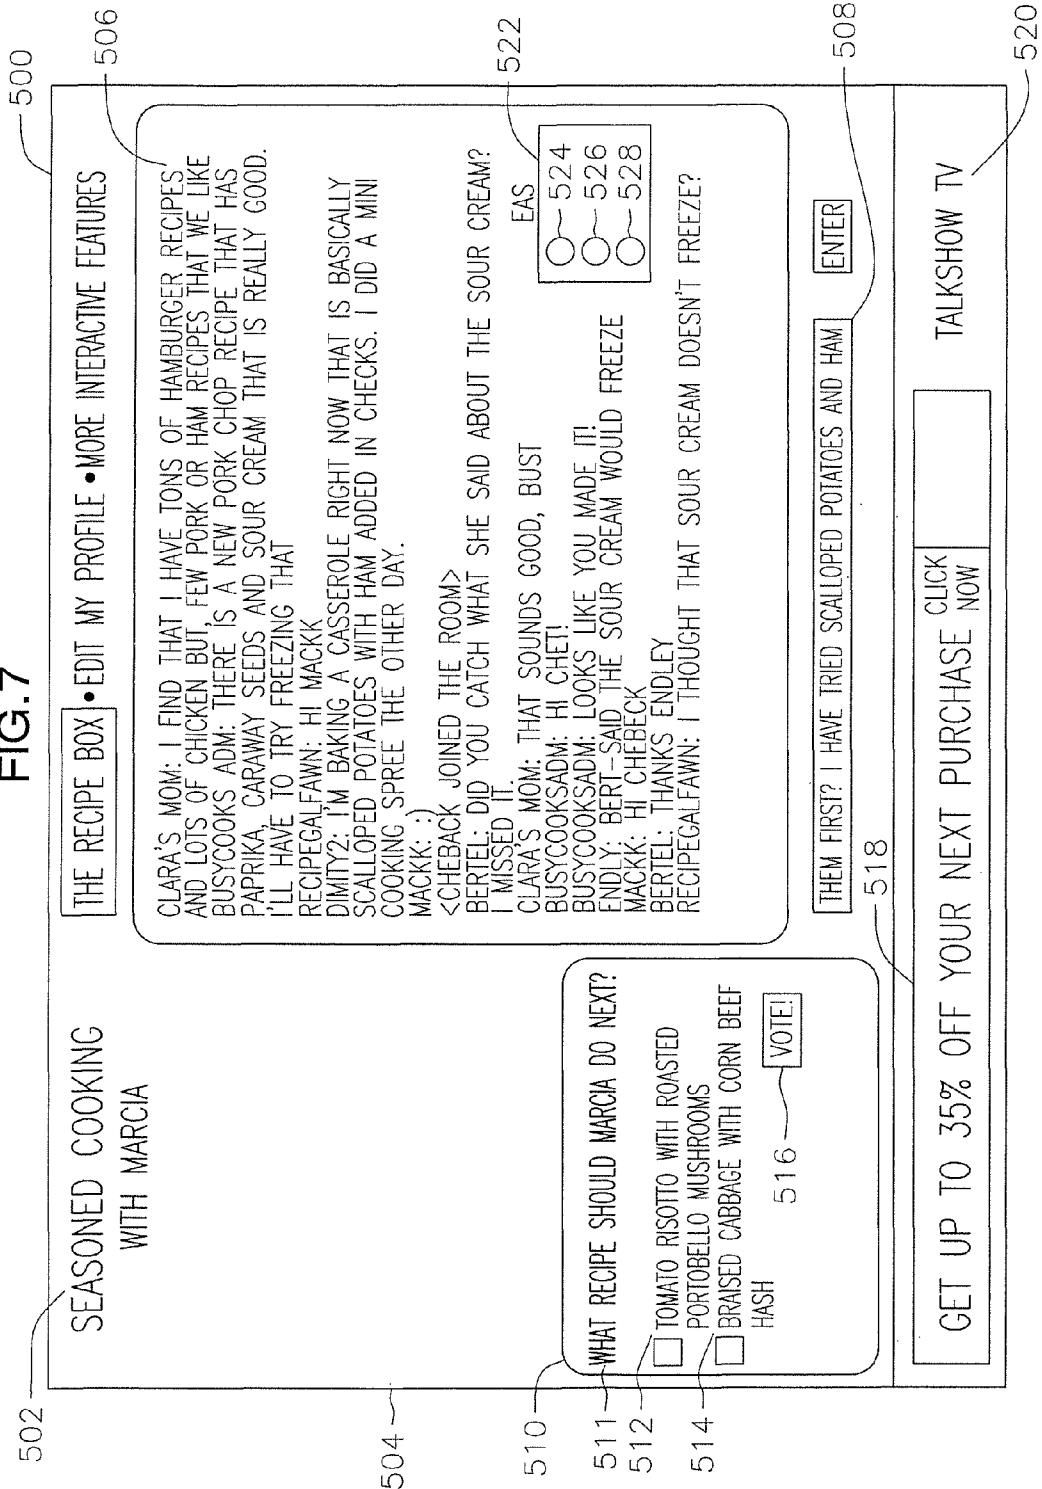 FIG.7
500
502
SEASONED COOKING
WITH MARCIA
THE RECIPE BOX • EDIT MY PROFILE • MORE INTERACTIVE FEATURES
506
CLARA'S MOM: I FIND THAT I HAVE TONS OF HAMBURGER RECIPES
AND LOTS OF CHICKEN BUT, FEW PORK OR HAM RECIPES THAT WE LIKE
BUSYCOOKS ADM: THERE IS A NEW PORK CHOP RECIPE THAT HAS
PAPRIKA, CARAWAY SEEDS AND SOUR CREAM THAT IS REALLY GOOD.
I'LL HAVE TO TRY FREEZING THAT
RECIPEGALFAWN: HI MACKK
DIMITY2: I'M BAKING A CASSEROLE RIGHT NOW THAT IS BASICALLY
SCALLOPED POTATOES WITH HAM ADDED IN CHECKS. I DID A MINI
COOKING SPREE THE OTHER DAY.
MACKK: :)
<CHEBACK JOINED THE ROOM>
BERTEL: DID YOU CATCH WHAT SHE SAID ABOUT THE SOUR CREAM?
I MISSED IT.
CLARA'S MOM: THAT SOUNDS GOOD, BUST
EAS
BUSYCOOKSADM: HI CHET!
BUSYCOOKSADM: LOOKS LIKE YOU MADE IT!
ENDLY: BERT-SAID THE SOUR CREAM WOULD FREEZE
MACKK: HI CHEBECK
BERTEL: THANKS ENDLEY
RECIPEGALFAWN: I THOUGHT THAT SOUR CREAM DOESN'T FREEZE?
522
524
526
528
504
510
511
WHAT RECIPE SHOULD MARCIA DO NEXT?
512
TOMATO RISOTTO WITH ROASTED
PORTOBELLO MUSHROOMS
514
BRAISED CABBAGE WITH CORN BEEF
HASH
516
VOTE!
THEM FIRST? I HAVE TRIED SCALLOPED POTATOES AND HAM
ENTER
508
518
GET UP TO 35% OFF YOUR NEXT PURCHASE
CLICK
NOW
TALKSHOW TV
520